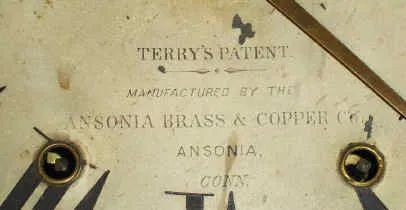 TERRY'S PATENT.
MANUFACTURED BY THE
ANSONIA BRASS & COPPER Co.
ANSONIA,
CONN.